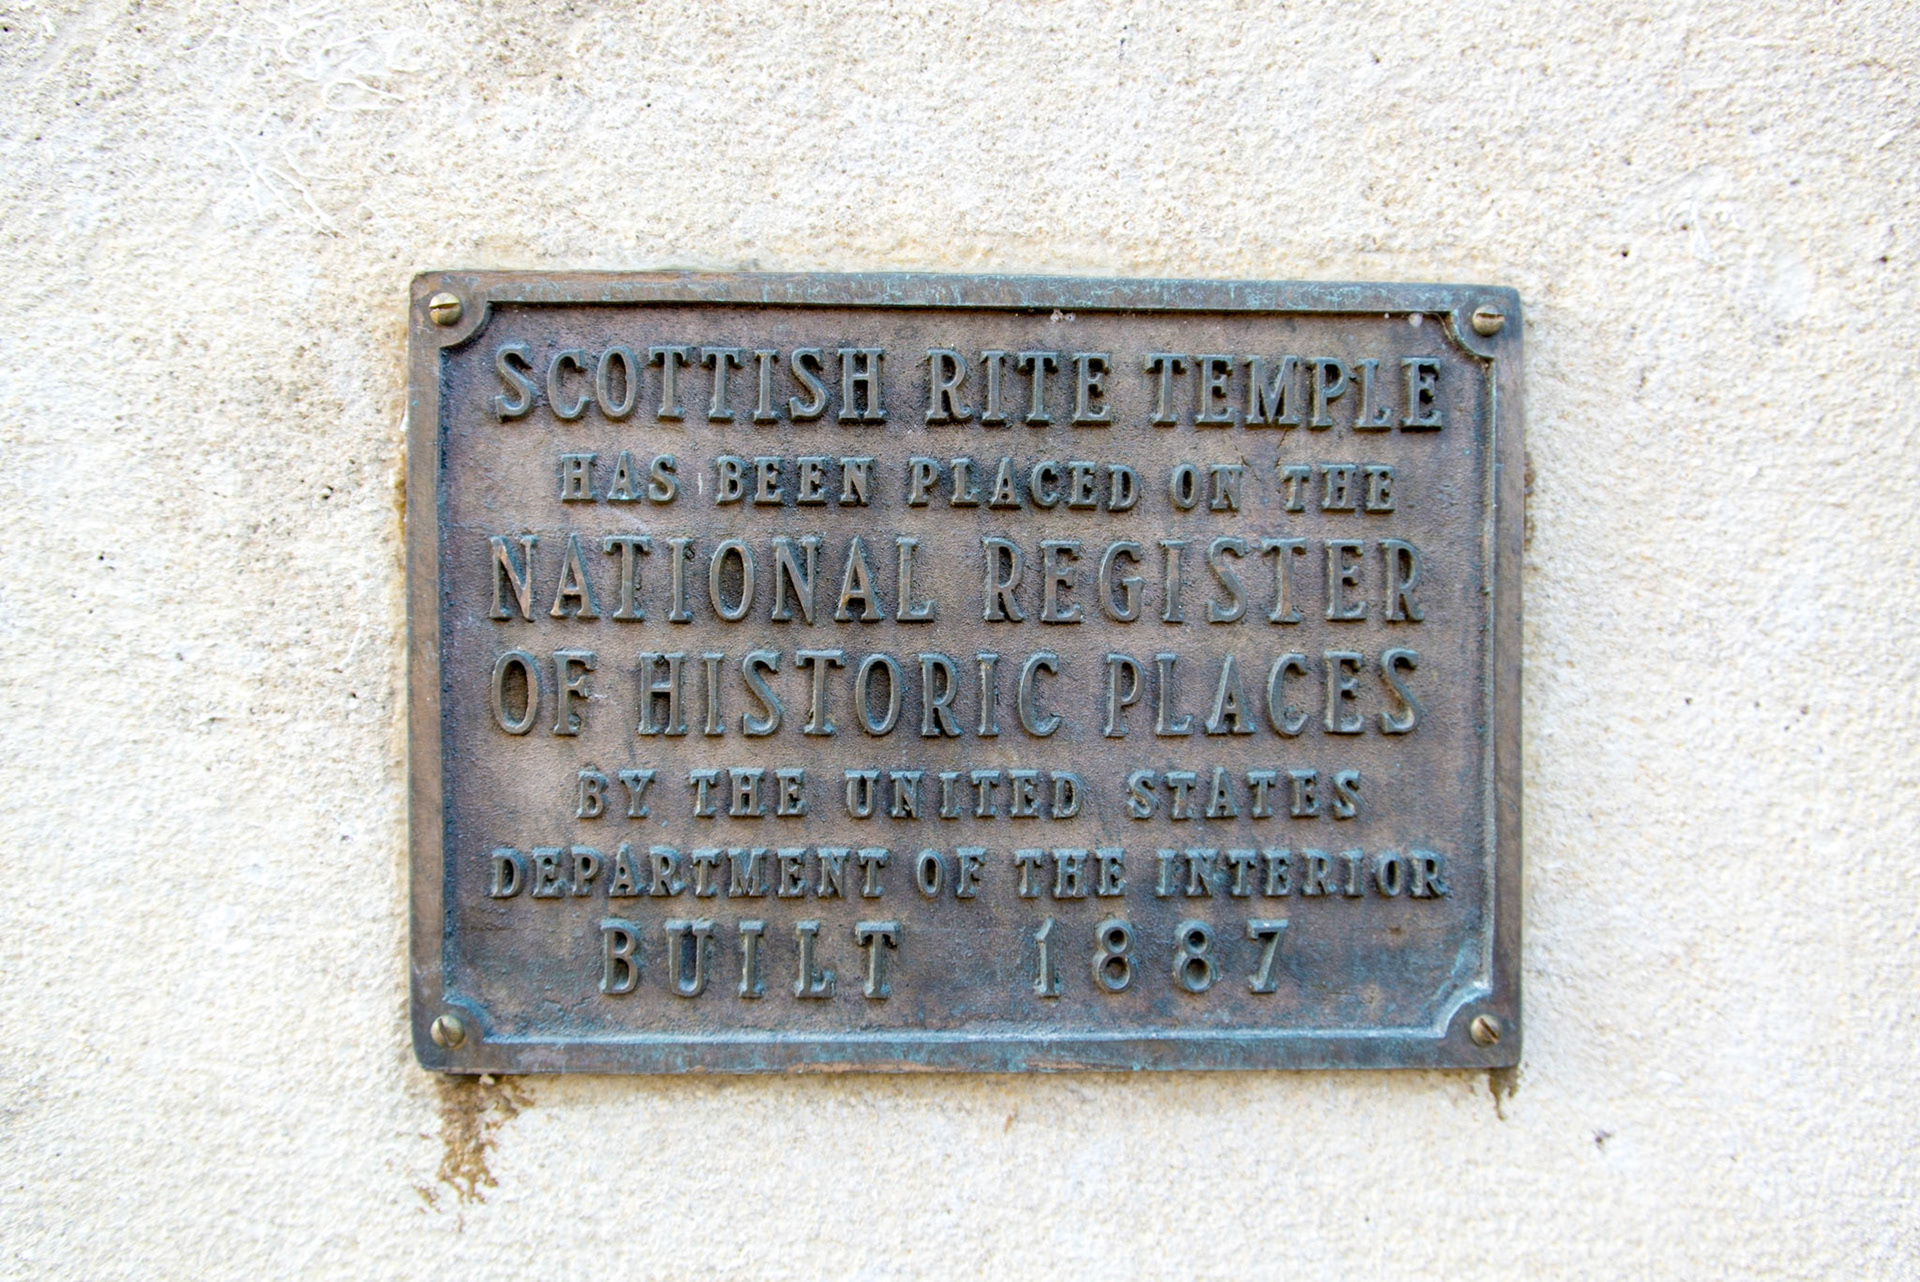 SCOTTISH RITE TEMPLE
HAS BEEN PLACED ON THE
NATIONAL REGISTER
OF HISTORIC PLACES
BY THE UNITED STATES
DEPARTMENT OF THE INTERIOR
BUILT 1887